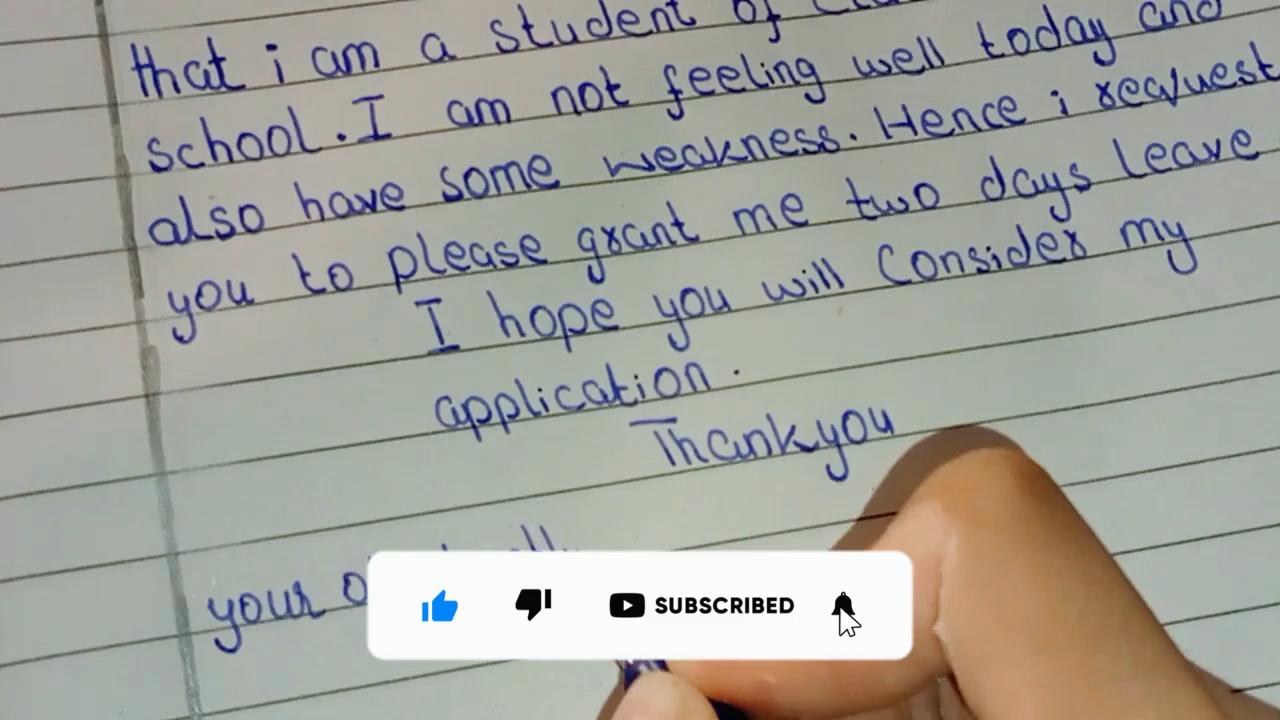 that i am a student of
school. I am not feeling well today and
also have some weakness. Hence i request
you to please grant me two days leave
I hope you will Consider my
application.
Thankyou
your
SUBSCRIBED